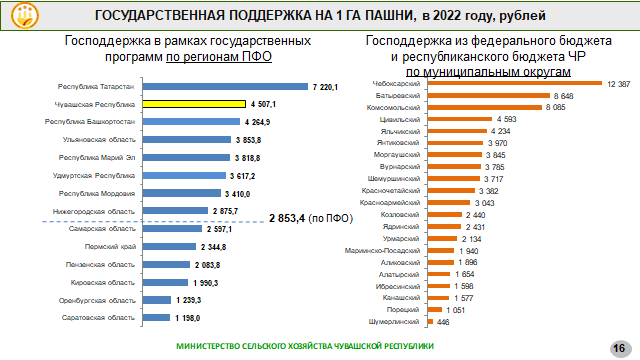 ГОСУДАРСТВЕННАЯ ПОДДЕРЖКА НА 1 ГА ПАШНИ, в 2022 году, рублей
Господдержка в рамках государственных
программ по регионам ПФО
Республика Татарстан 7 220,1
Чувашская Республика 4 507,1
Республика Башкортостан 4 264,9
Ульяновская область 3 853,8
Республика Марий Эл 3 818,8
Удмуртская Республика 3 617,2
Республика Мордовия 3 410,0
Нижегородская область 2 875,7
2 853,4 (по ПФО)
Самарская область 2 597,1
Пермский край 2 344,8
Пензенская область 2 083,8
Кировская область 1 990,3
Оренбургская область 1 239,3
Саратовская область 1 198,0
Господдержка из федерального бюджета
и республиканского бюджета ЧР
по муниципальным округам
Чебоксарский 12 387
Батыревский 8 648
Комсомольский 8 085
Цивильский 4 593
Яльчикский 4 234
Янтиковский 3 970
Моргаушский 3 845
Вурнарский 3 785
Шемуршинский 3 717
Красночетайский 3 382
Красноармейский 3 043
Козловский 2 440
Ядринский 2 431
Урмарский 2 134
Мариинско-Посадский 1 940
Аликовский 1 896
Алатырский 1 654
Ибресинский 1 598
Канашский 1 577
Порецкий 1 051
Шумерлинский 446
МИНИСТЕРСТВО СЕЛЬСКОГО ХОЗЯЙСТВА ЧУВАШСКОЙ РЕСПУБЛИКИ
16